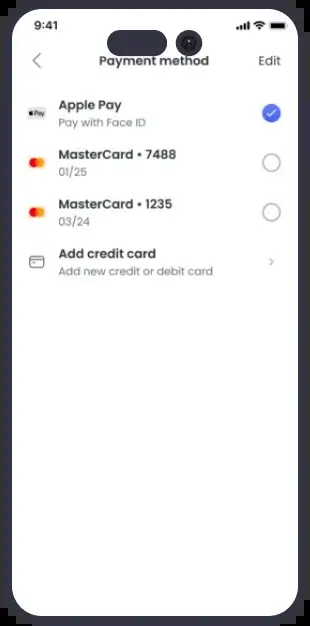 9:41
Payment method
Edit
Apple Pay
Pay
Pay with Face ID
MasterCard • 7488
01/25
MasterCard • 1235
03/24
Add credit card
Add new credit or debit card